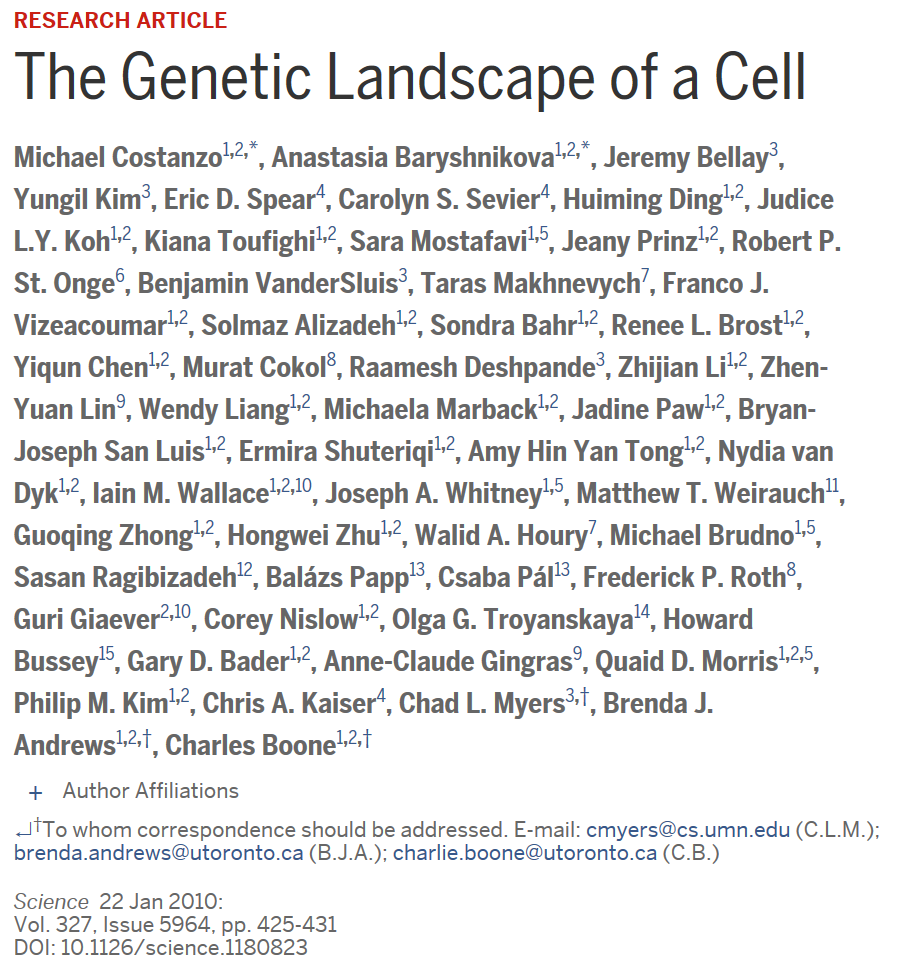 RESEARCH ARTICLE
The Genetic Landscape of a Cell
Michael Costanzo1,2,*, Anastasia Baryshnikova1,2,*, Jeremy Bellay3,
Yungil Kim3, Eric D. Spear4, Carolyn S. Sevier4, Huiming Ding1,2, Judice
L.Y. Koh1,2, Kiana Toufighi1,2, Sara Mostafavi1,5, Jeany Prinz1,2, Robert P.
St. Onge6, Benjamin VanderSluis3, Taras Makhnevych7, Franco J.
Vizeacoumar1,2, Solmaz Alizadeh1,2, Sondra Bahr1,2, Renee L. Brost1,2,
Yiqun Chen1,2, Murat Cokol8, Raamesh Deshpande3, Zhijian Li1,2, Zhen-
Yuan Lin9, Wendy Liang1,2, Michaela Marback1,2, Jadine Paw1,2, Bryan-
Joseph San Luis1,2, Ermira Shuteriqi1,2, Amy Hin Yan Tong1,2, Nydia van
Dyk1,2, Iain M. Wallace1,2,10, Joseph A. Whitney1,5, Matthew T. Weirauch11,
Guoqing Zhong1,2, Hongwei Zhu1,2, Walid A. Houry7, Michael Brudno1,5,
Sasan Ragibizadeh12, Balázs Papp13, Csaba Pál13, Frederick P. Roth8,
Guri Giaever2,10, Corey Nislow1,2, Olga G. Troyanskaya14, Howard
Bussey15, Gary D. Bader1,2, Anne-Claude Gingras9, Quaid D. Morris1,2,5,
Philip M. Kim1,2, Chris A. Kaiser4, Chad L. Myers3,†, Brenda J.
Andrews1,2,†, Charles Boone1,2,†
+ Author Affiliations
↵†To whom correspondence should be addressed. E-mail: cmyers@cs.umn.edu (C.L.M.);
brenda.andrews@utoronto.ca (B.J.A.); charlie.boone@utoronto.ca (C.B.)
Science 22 Jan 2010:
Vol. 327, Issue 5964, pp. 425-431
DOI: 10.1126/science.1180823